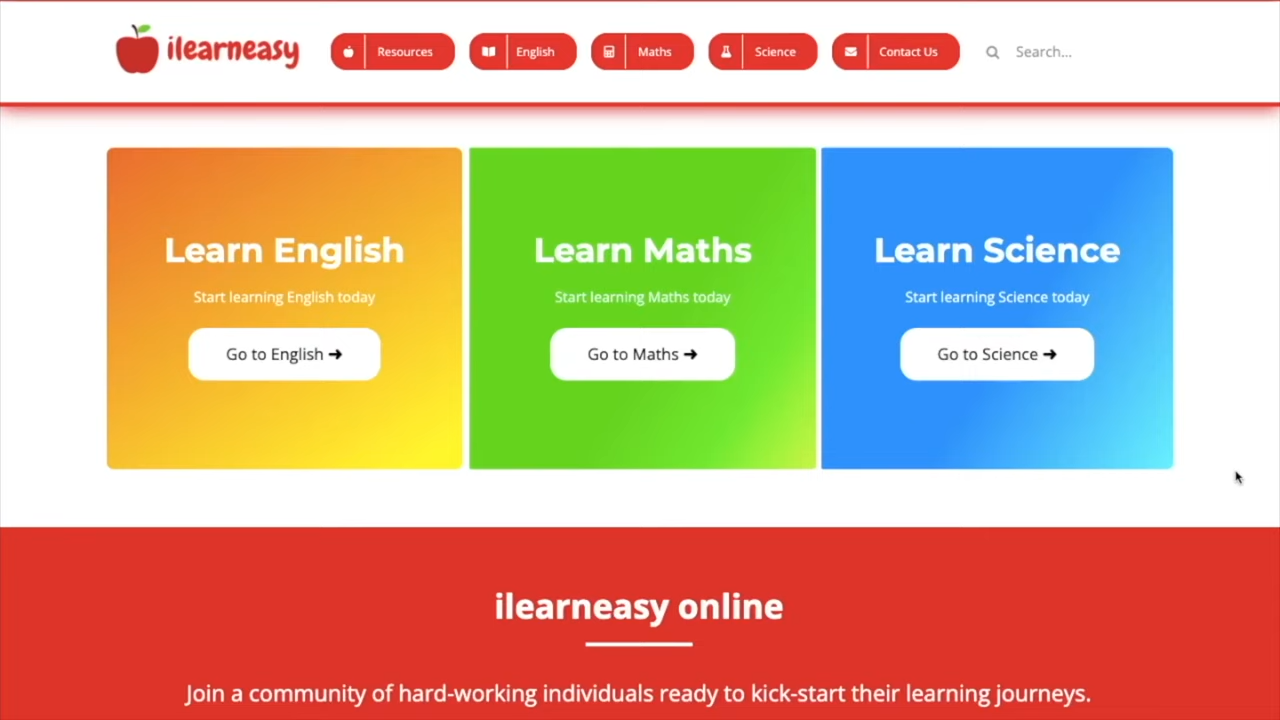 ilearneasy
Resources
English
Maths
Science
Contact Us
Search...
Learn English
Start learning English today
Go to English ➜
Learn Maths
Start learning Maths today
Go to Maths ➜
Learn Science
Start learning Science today
Go to Science ➜
ilearneasy online
Join a community of hard-working individuals ready to kick-start their learning journeys.